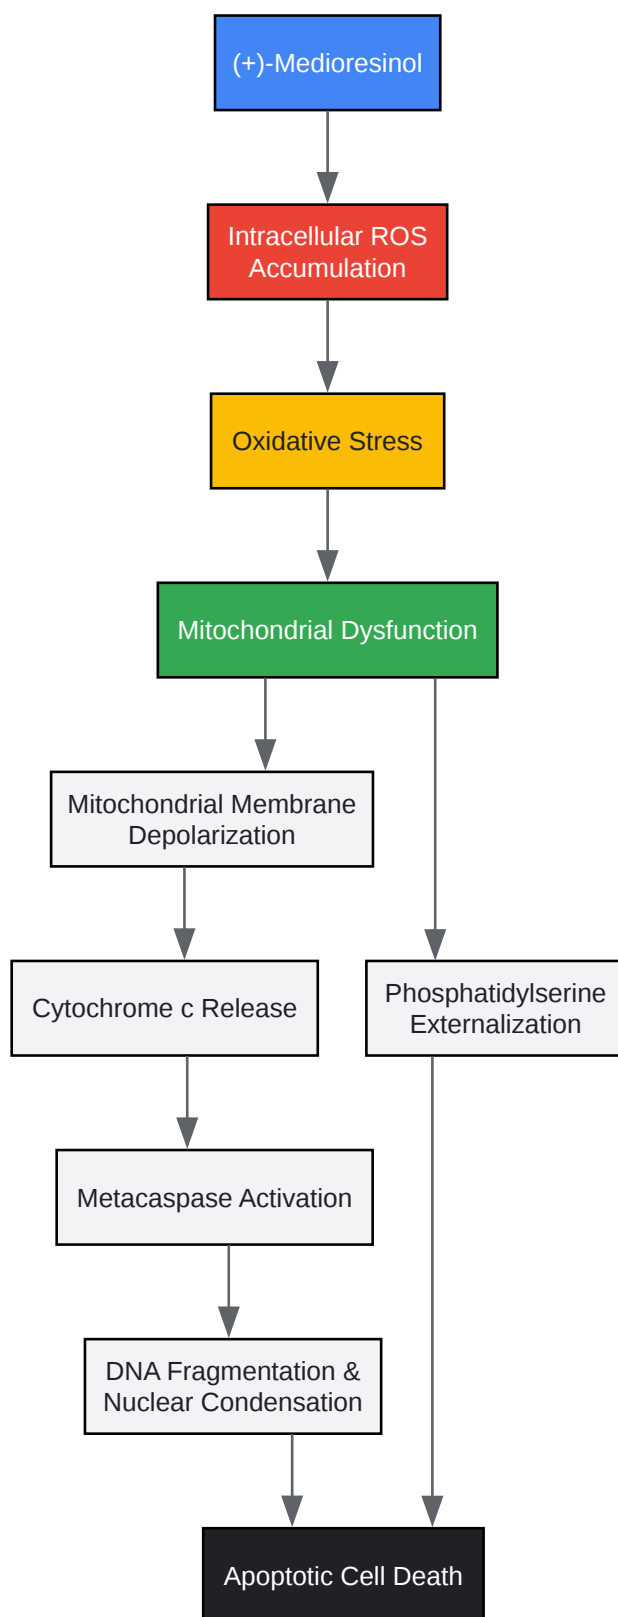 (+)-Medioresinol
Intracellular ROS
Accumulation
Oxidative Stress
Mitochondrial Dysfunction
Mitochondrial Membrane
Depolarization
Cytochrome c Release
Phosphatidylserine
Externalization
Metacaspase Activation
DNA Fragmentation &
Nuclear Condensation
Apoptotic Cell Death